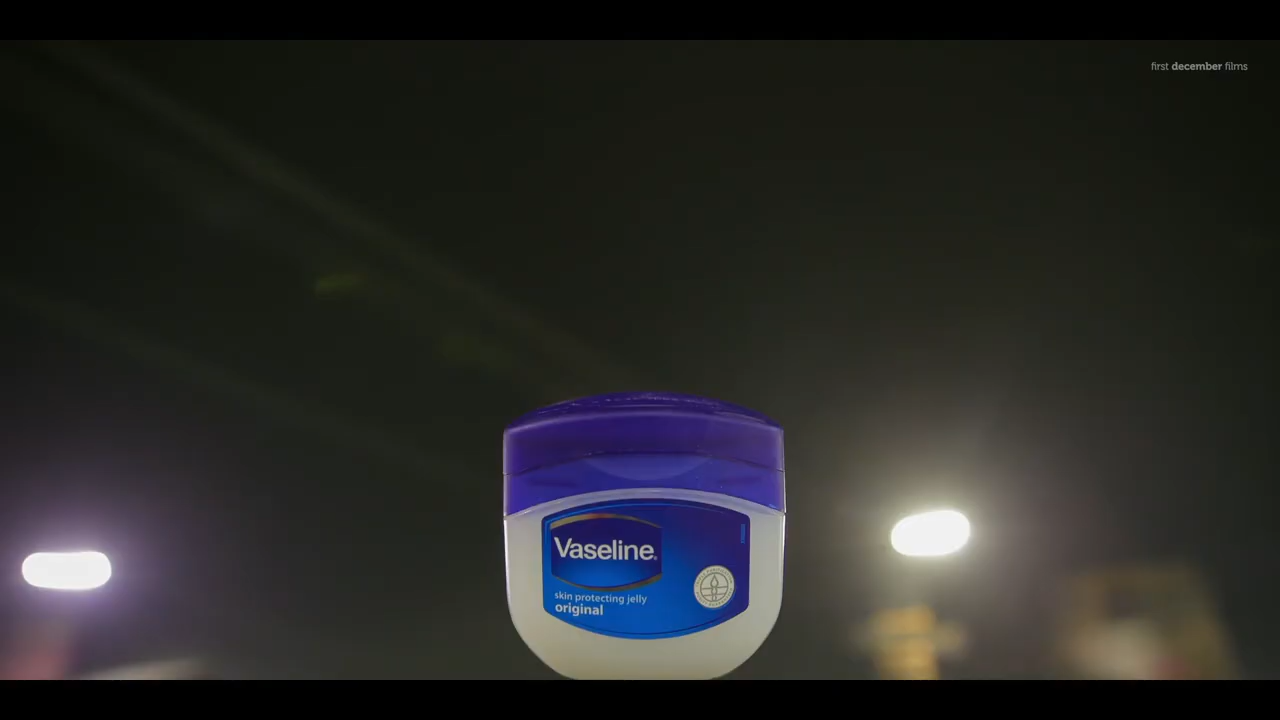 first december films
Vaseline
skin protecting jelly
original